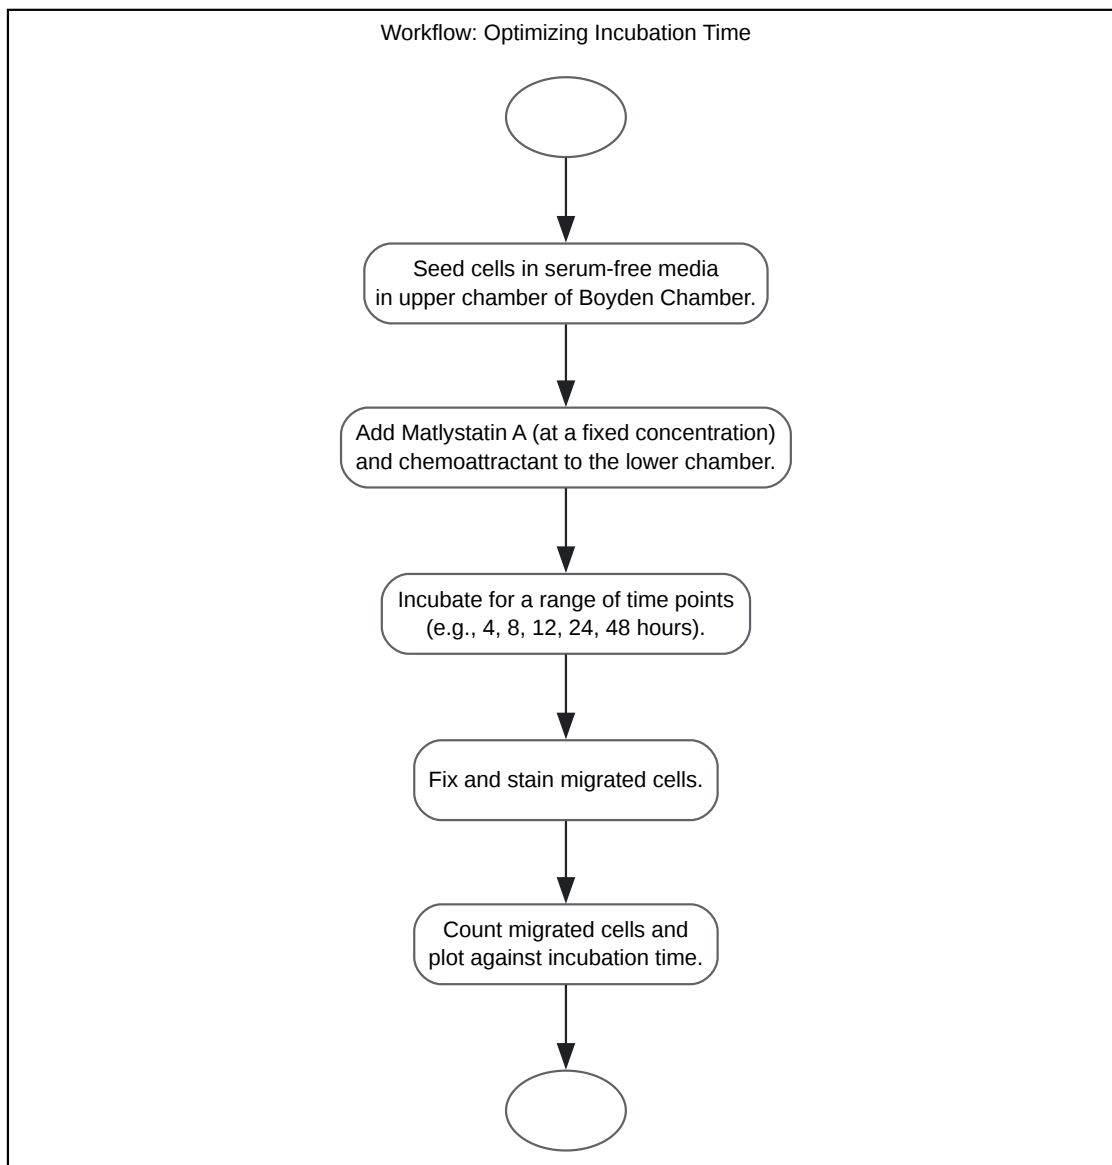 Workflow: Optimizing Incubation Time
Seed cells in serum-free media
in upper chamber of Boyden Chamber.
Add Matlystatin A (at a fixed concentration)
and chemoattractant to the lower chamber.
Incubate for a range of time points
(e.g., 4, 8, 12, 24, 48 hours).
Fix and stain migrated cells.
Count migrated cells and
plot against incubation time.